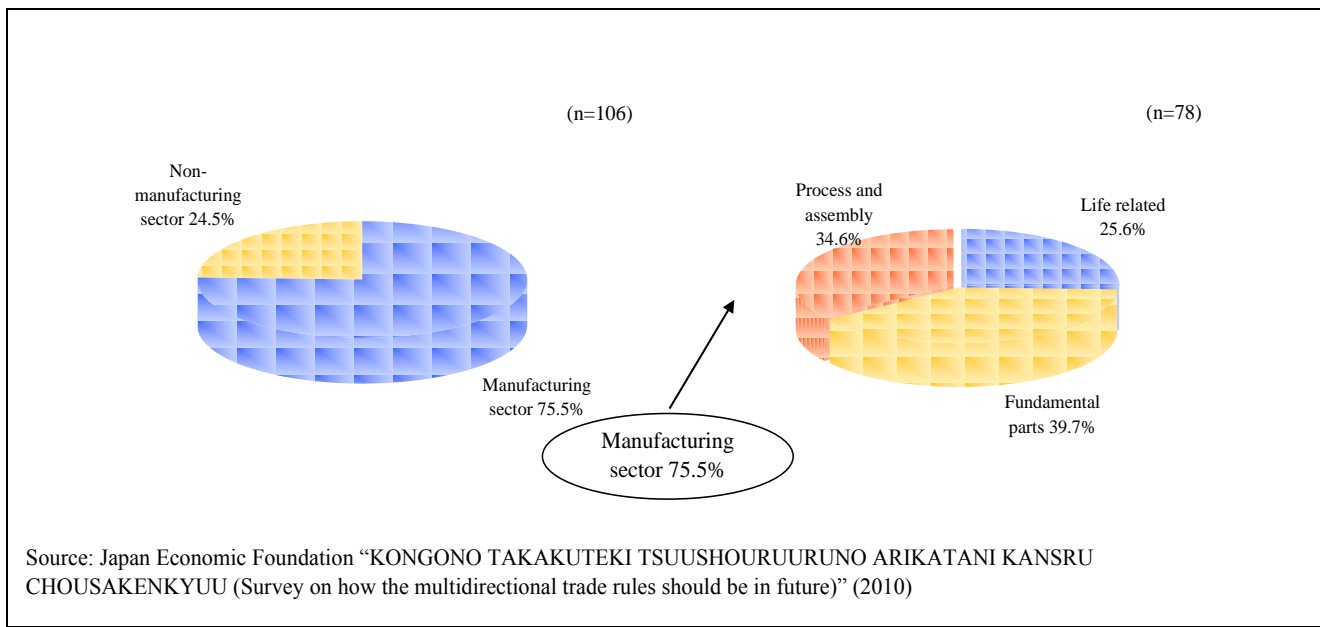 (n=106)
(n=78)
Non-
manufacturing
sector 24.5%
Manufacturing
sector 75.5%
Process and
assembly
34.6%
Life related
25.6%
Fundamental
parts 39.7%
Manufacturing
sector 75.5%
Source: Japan Economic Foundation “KONGONO TAKAKUTEKI TSUUSHOURUURUNO ARIKATANI KANSRU
CHOUSAKENKYUU (Survey on how the multidirectional trade rules should be in future)” (2010)